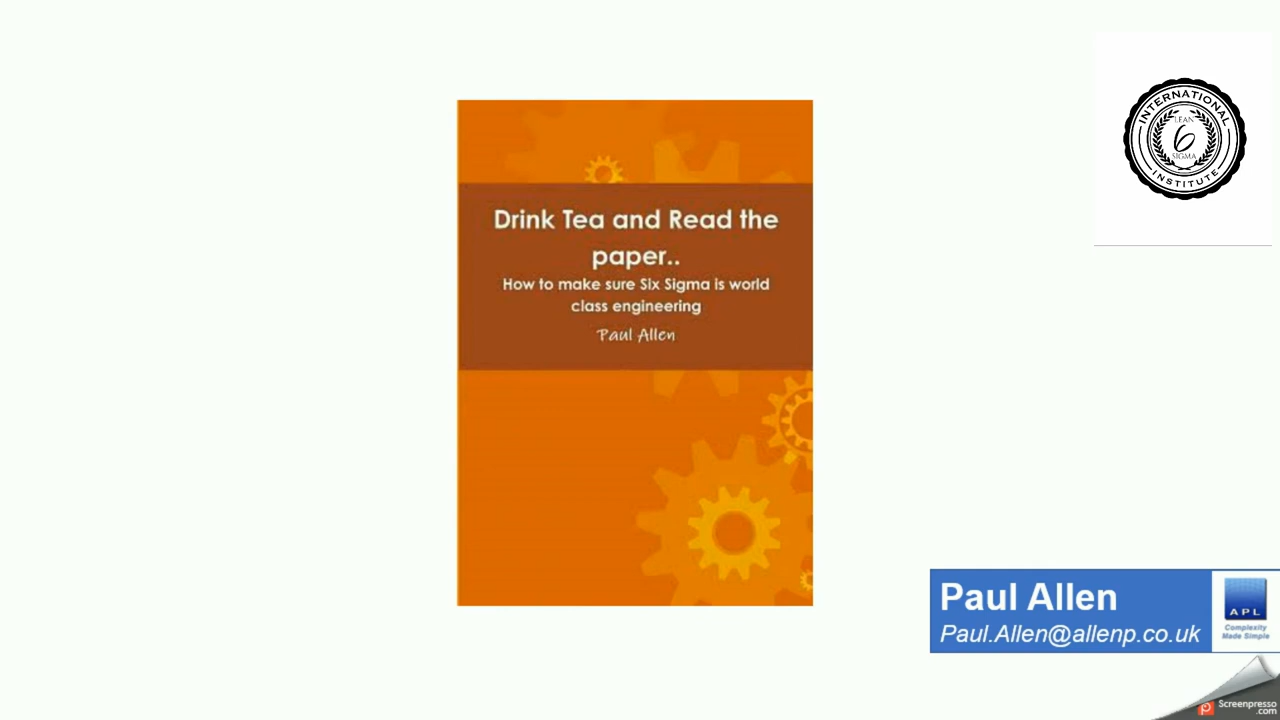 Drink Tea and Read the
paper..
How to make sure Six Sigma is world
class engineering
Paul Allen
INTERNATIONAL
LEAN
6
SIGMA
INSTITUTE
Paul Allen
Paul.Allen@allenp.co.uk
APL
Complexity
Made Simple
Screenpresso
.com